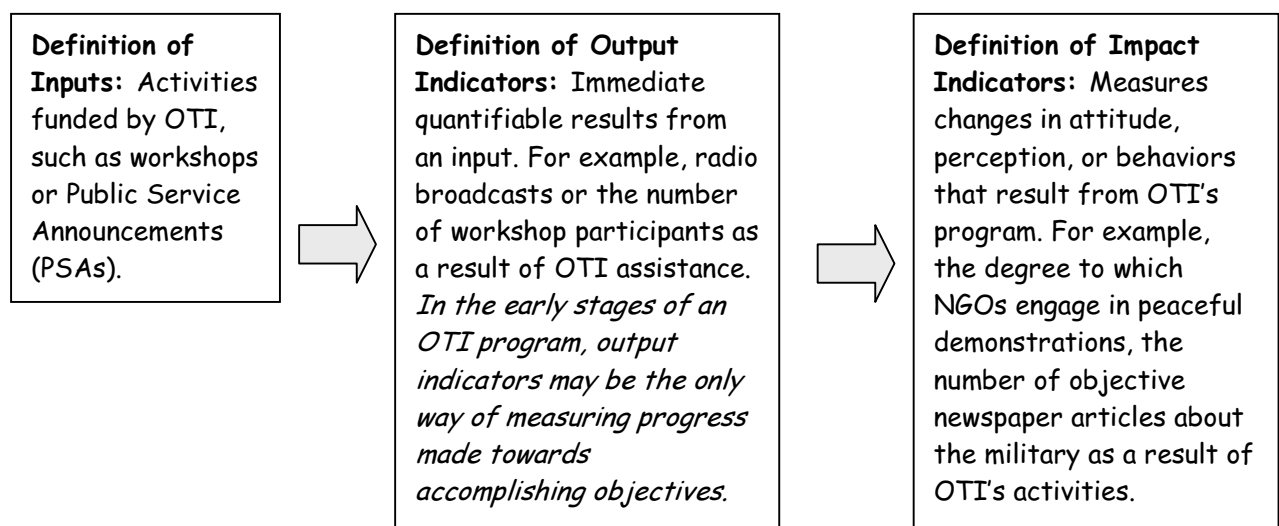 Definition of
Inputs: Activities
funded by OTI,
such as workshops
or Public Service
Announcements
(PSAs).
Definition of Output
Indicators: Immediate
quantifiable results from
an input. For example, radio
broadcasts or the number
of workshop participants as
a result of OTI assistance.
In the early stages of an
OTI program, output
indicators may be the only
way of measuring progress
made towards
accomplishing objectives.
Definition of Impact
Indicators: Measures
changes in attitude,
perception, or behaviors
that result from OTI’s
program. For example,
the degree to which
NGOs engage in peaceful
demonstrations, the
number of objective
newspaper articles about
the military as a result of
OTI’s activities.